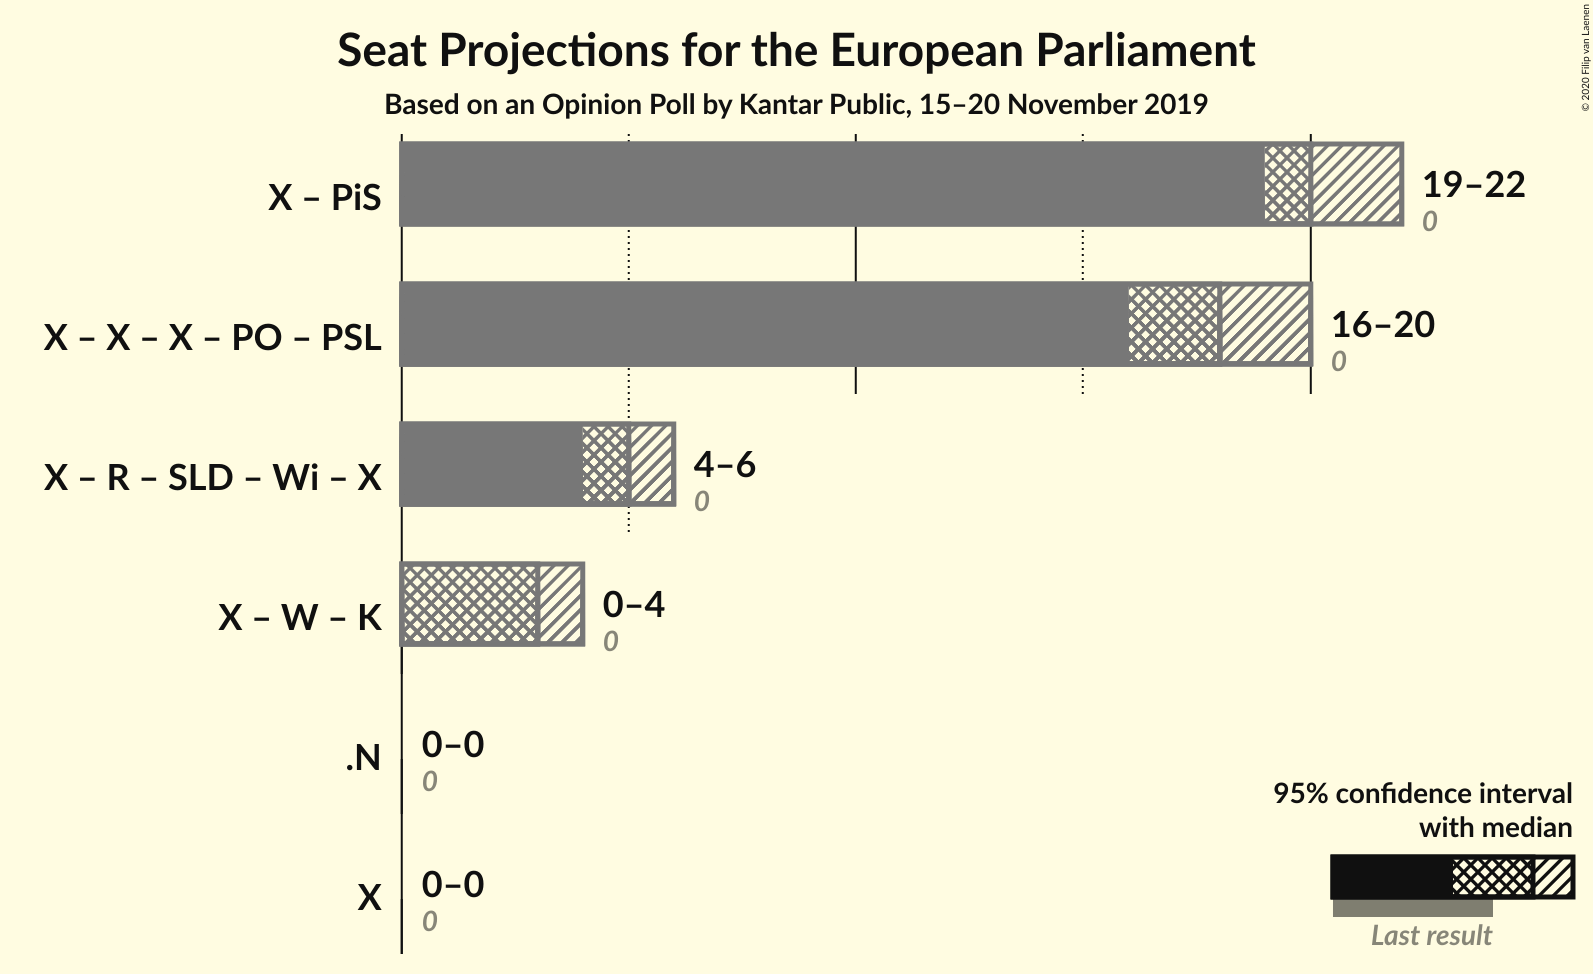 Seat Projections for the European Parliament
Based on an Opinion Poll by Kantar Public, 15–20 November 2019
© 2020 Filip van Laenen
X – PiS
19–22
0
X – X – X – PO – PSL
16–20
0
X – R – SLD – Wi – X
4–6
0
X – W – K
0–4
0
.N
0–0
0
X
0–0
0
95% confidence interval
with median
Last result